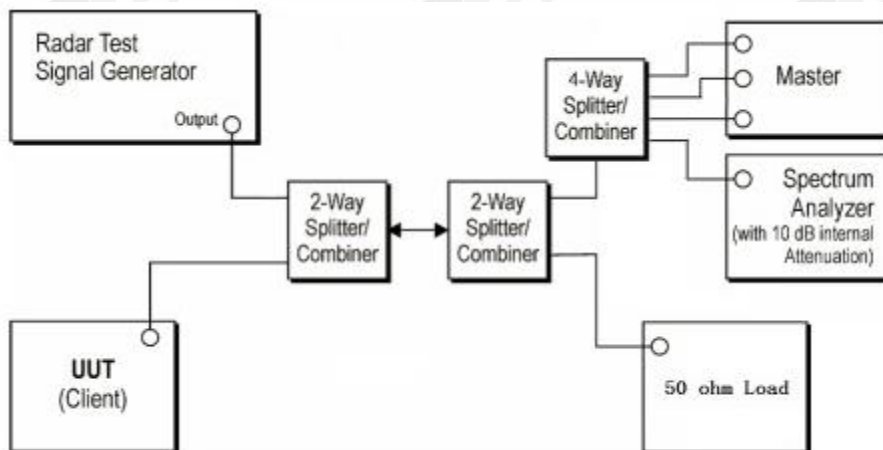 Radar Test
Signal Generator
Output
4-Way
Splitter/
Combiner
Master
Spectrum
Analyzer
(with 10 dB internal
Attenuation)
2-Way
Splitter/
Combiner
2-Way
Splitter/
Combiner
UUT
(Client)
50 ohm Load